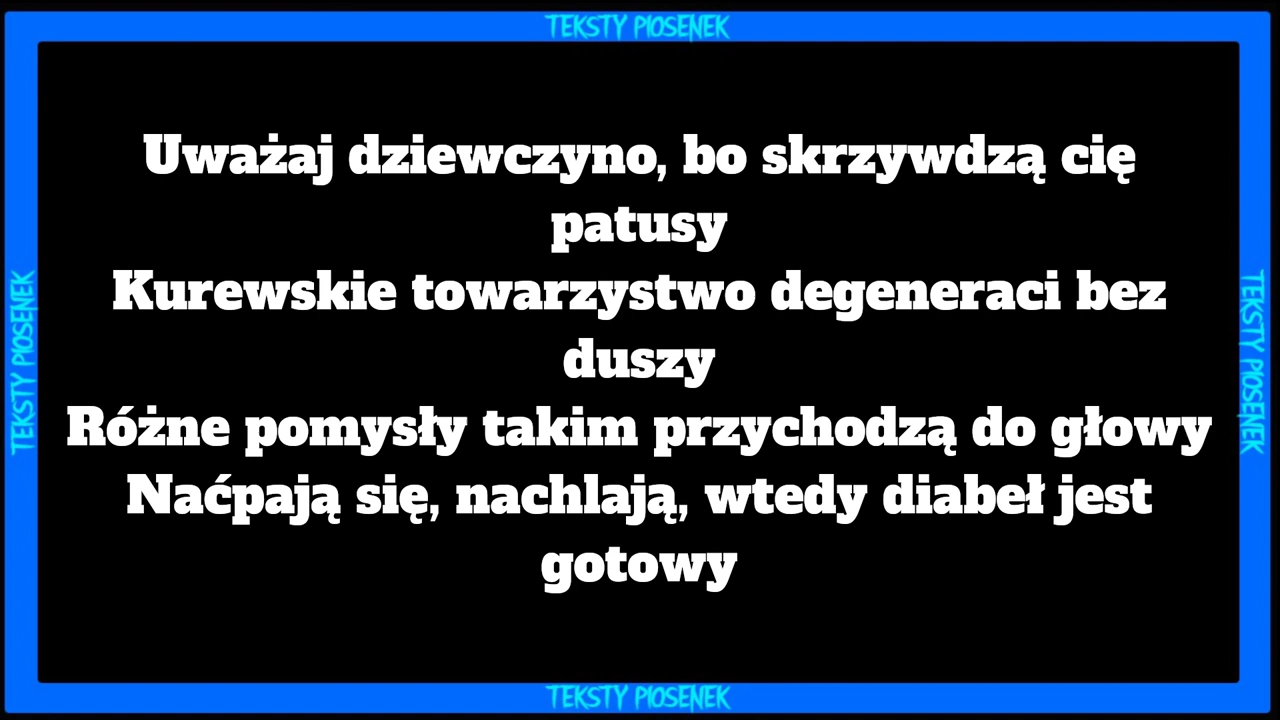 TEKSTY PIOSENEK
Uważaj dziewczyno, bo skrzywdzą cię
patusy
Kurewskie towarzystwo degeneraci bez
duszy
Różne pomysły takim przychodzą do głowy
Naćpają się, nachlają, wtedy diabeł jest
gotowy
TEKSTY PIOSENEK
TEKSTY PIOSENEK
TEKSTY PIOSENEK